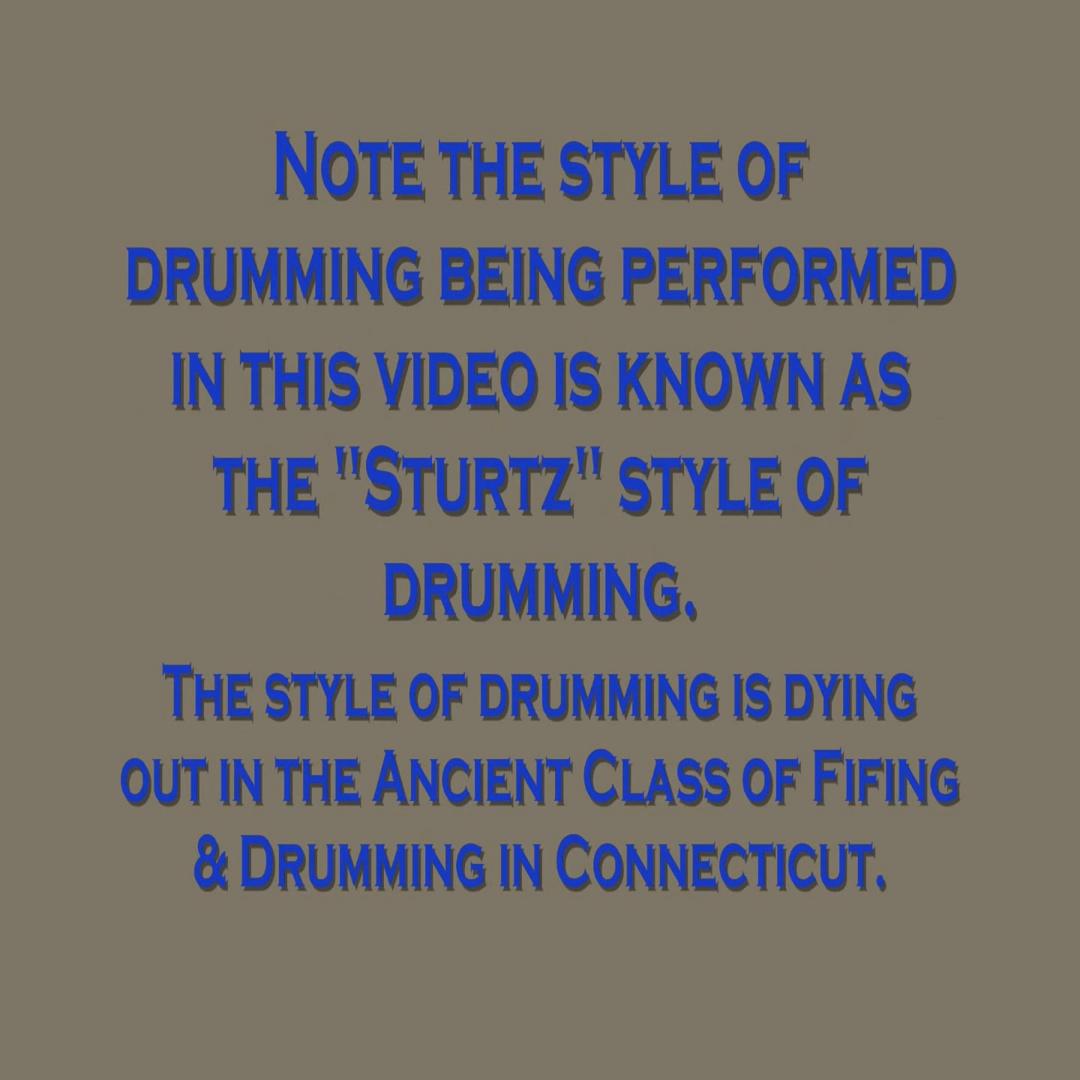 Note the style of
drumming being performed
in this video is known as
the "Sturtz" style of
drumming.
The style of drumming is dying
out in the Ancient Class of Fifing
& Drumming in Connecticut.